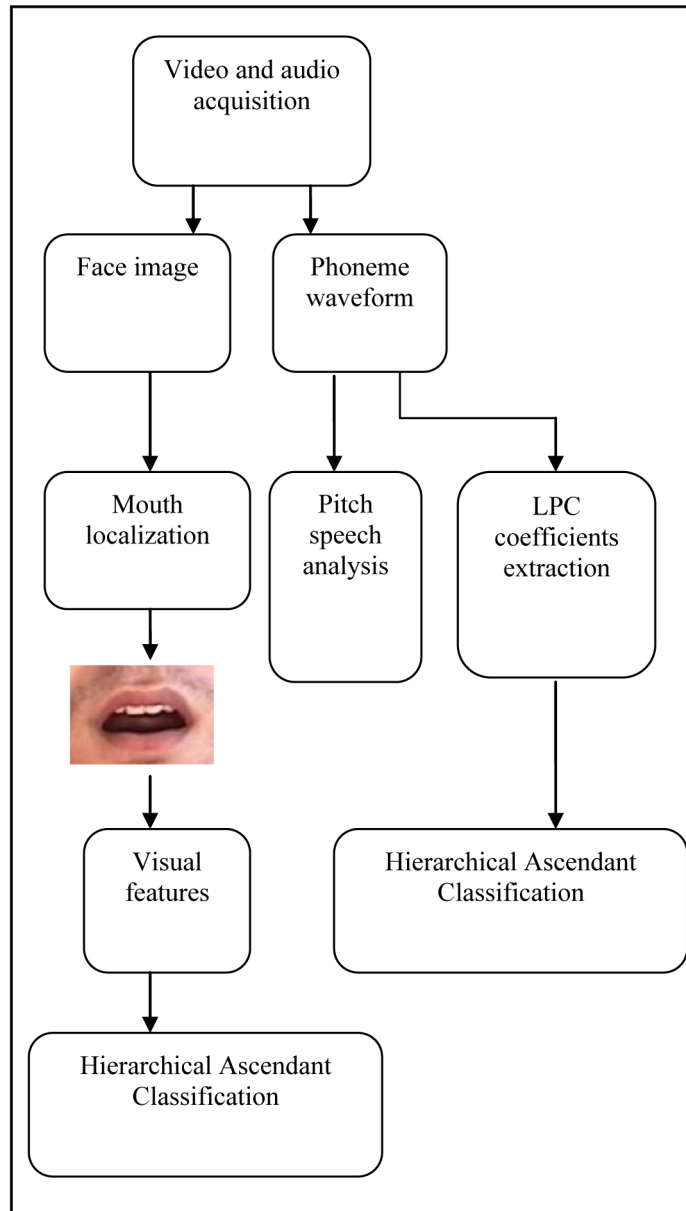 Video and audio
acquisition
Face image
Phoneme
waveform
Mouth
localization
Pitch
speech
analysis
LPC
coefficients
extraction
Visual
features
Hierarchical Ascendant
Classification
Hierarchical Ascendant
Classification